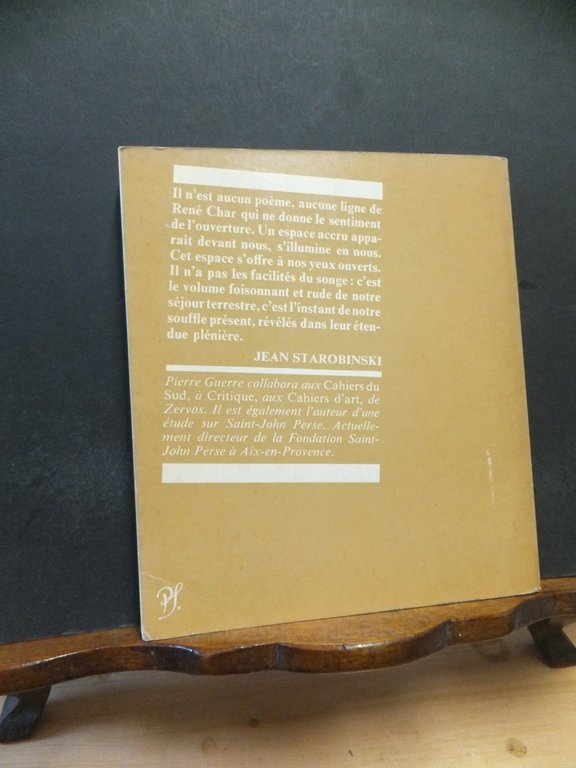 Il n'est aucun poème, aucune ligne de
René Char qui ne donne le sentiment
de l'ouverture. Un espace accru appa-
raît devant nous, s'illumine en nous.
Cet espace s'offre à nos yeux ouverts.
Il n'a pas les facilités du songe : c'est
le volume foisonnant et rude de notre
séjour terrestre, c'est l'instant de notre
souffle présent, révélés dans leur éten-
due plénière.
JEAN STAROBINSKI
Pierre Guerre collabora aux Cahiers du
Sud, à Critique, aux Cahiers d'art, de
Zervos. Il est également l'auteur d'une
étude sur Saint-John Perse. Actuelle-
ment directeur de la Fondation Saint-
John Perse à Aix-en-Provence.